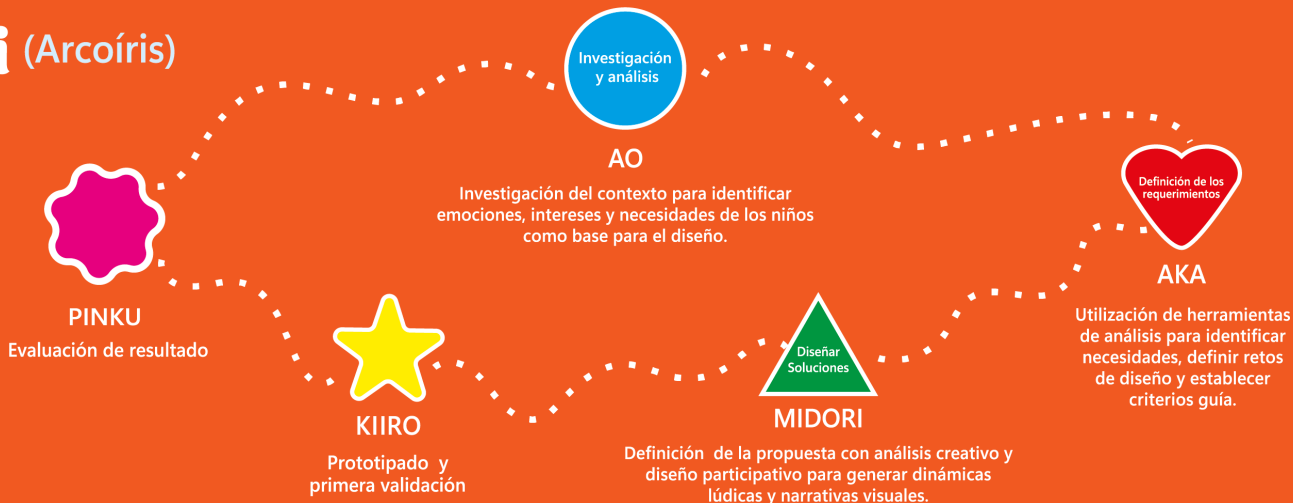 i (Arcoíris)
Investigación
y análisis
AO
Investigación del contexto para identificar
emociones, intereses y necesidades de los niños
como base para el diseño.
Definición de los
requerimientos
AKA
Utilización de herramientas
de análisis para identificar
necesidades, definir retos
de diseño y establecer
criterios guía.
Diseñar
Soluciones
MIDORI
Definición de la propuesta con análisis creativo y
diseño participativo para generar dinámicas
lúdicas y narrativas visuales.
KIIRO
Prototipado y
primera validación
PINKU
Evaluación de resultado